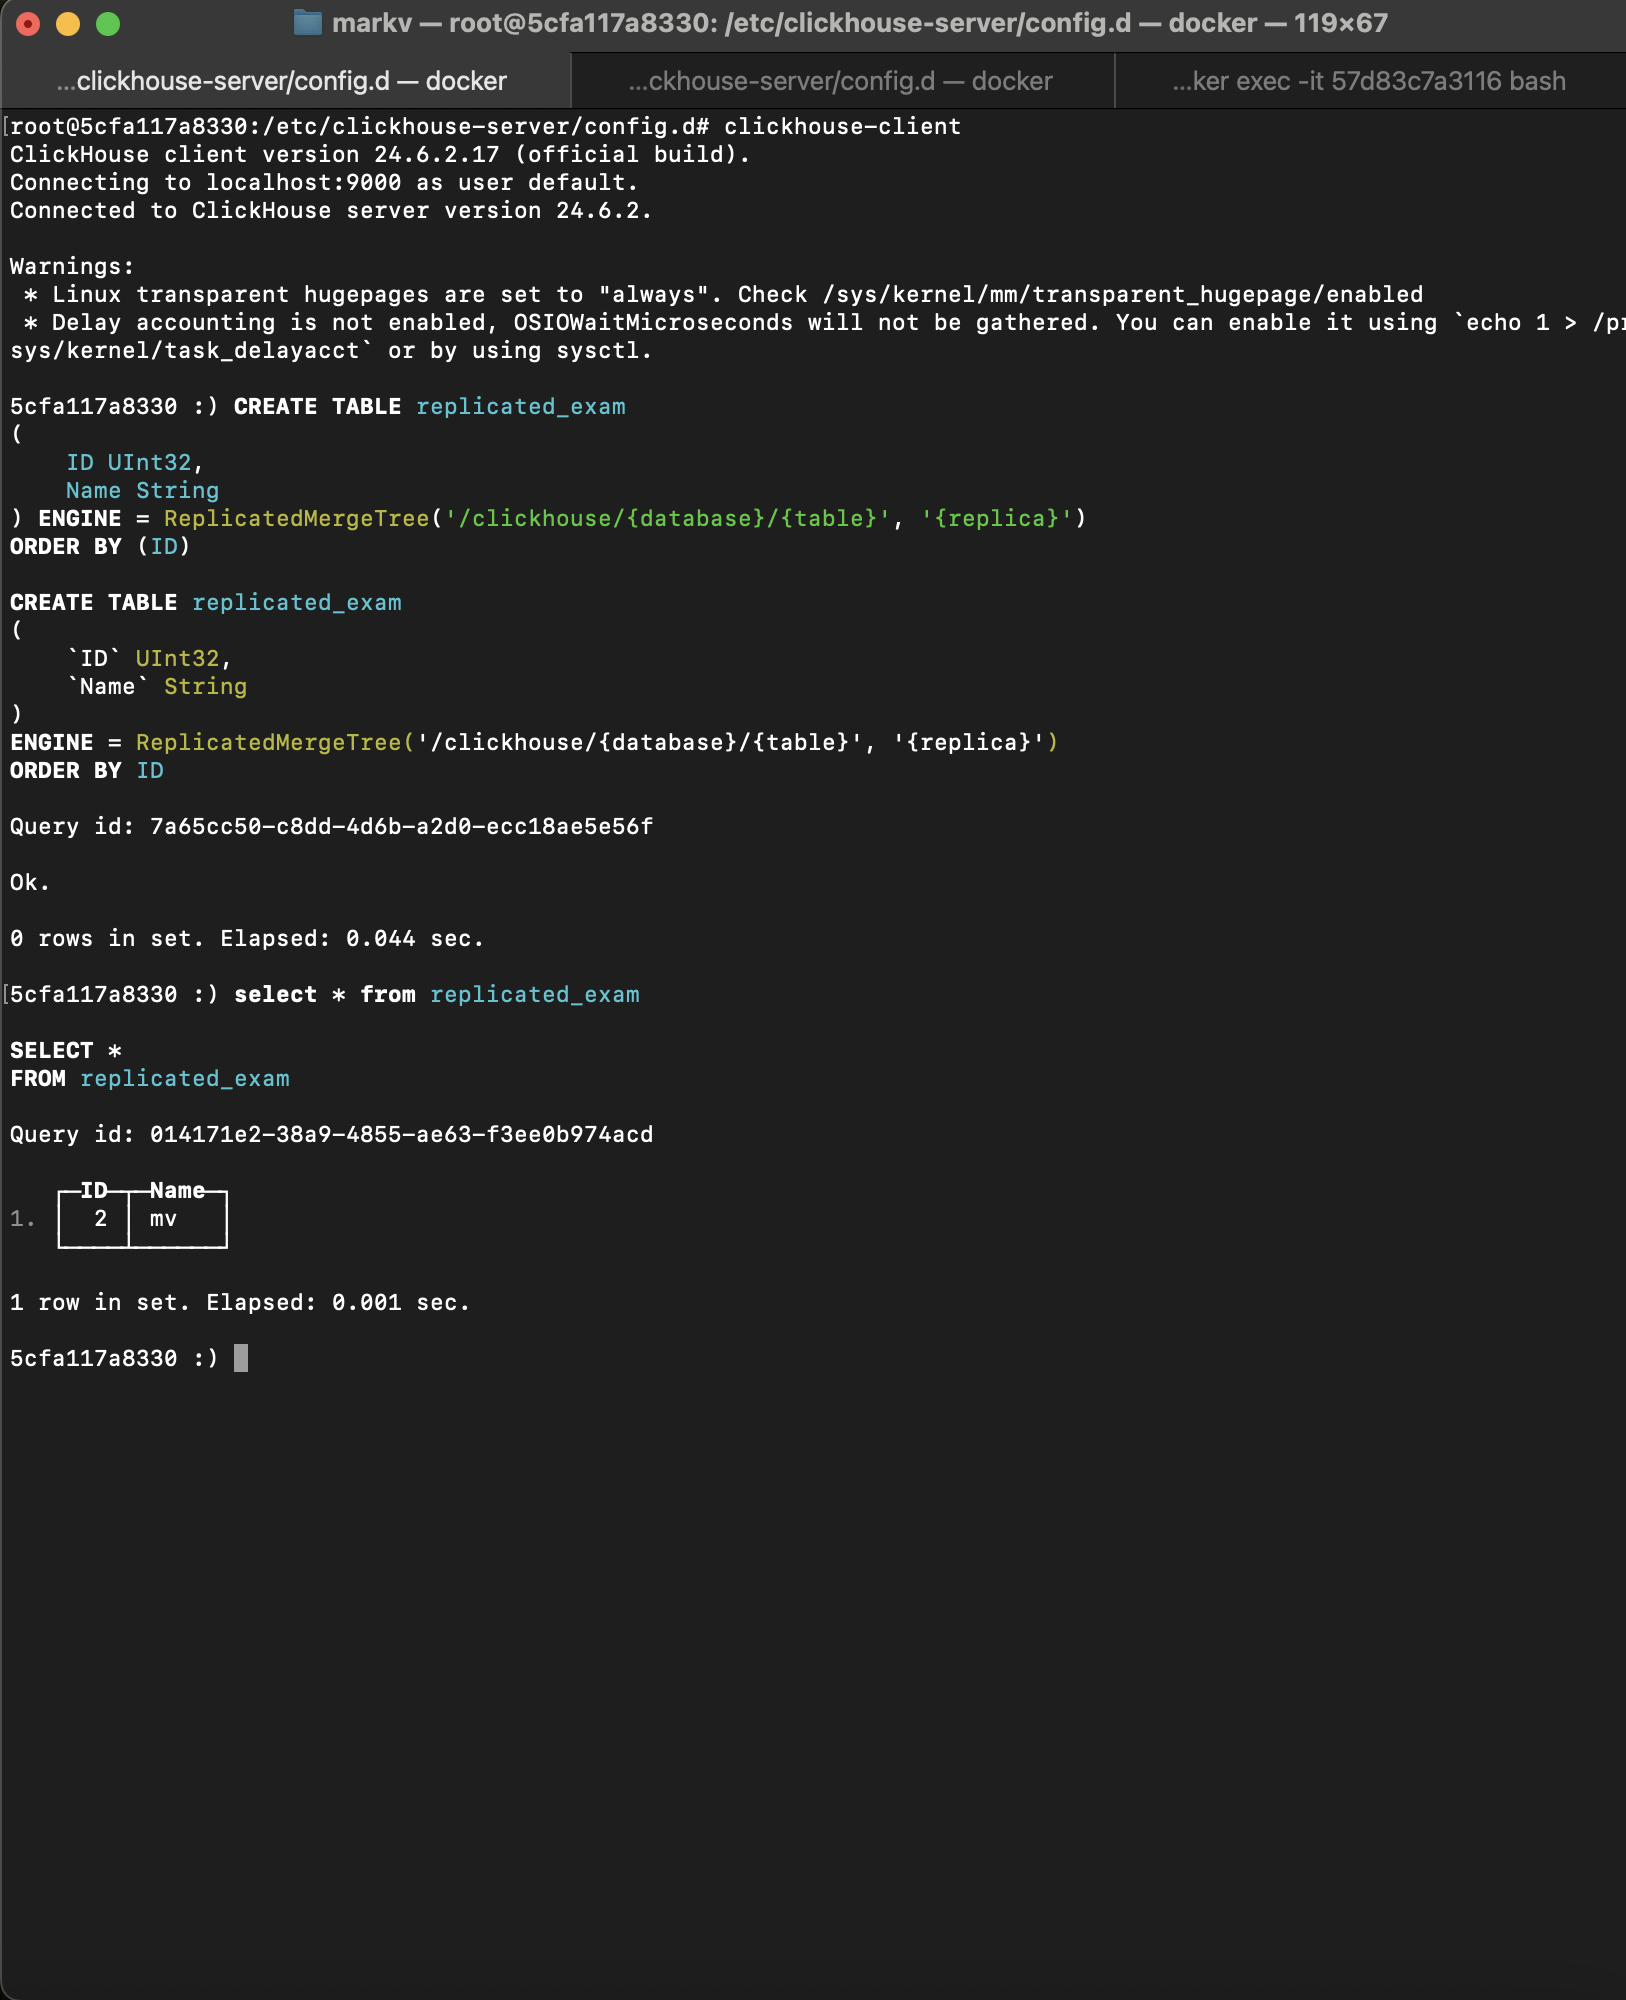 markv — root@5cfa117a8330: /etc/clickhouse-server/config.d — docker — 119×67
...clickhouse-server/config.d — docker
...ckhouse-server/config.d — docker
...ker exec -it 57d83c7a3116 bash
[root@5cfa117a8330:/etc/clickhouse-server/config.d# clickhouse-client
ClickHouse client version 24.6.2.17 (official build).
Connecting to localhost:9000 as user default.
Connected to ClickHouse server version 24.6.2.
Warnings:
 * Linux transparent hugepages are set to "always". Check /sys/kernel/mm/transparent_hugepage/enabled
 * Delay accounting is not enabled, OSIOWaitMicroseconds will not be gathered. You can enable it using `echo 1 > /pr
sys/kernel/task_delayacct` or by using sysctl.
5cfa117a8330 :) CREATE TABLE replicated_exam
(
    ID UInt32,
    Name String
) ENGINE = ReplicatedMergeTree('/clickhouse/{database}/{table}', '{replica}')
ORDER BY (ID)
CREATE TABLE replicated_exam
(
    `ID` UInt32,
    `Name` String
)
ENGINE = ReplicatedMergeTree('/clickhouse/{database}/{table}', '{replica}')
ORDER BY ID
Query id: 7a65cc50-c8dd-4d6b-a2d0-ecc18ae5e56f
Ok.
0 rows in set. Elapsed: 0.044 sec.
[5cfa117a8330 :) select * from replicated_exam
SELECT *
FROM replicated_exam
Query id: 014171e2-38a9-4855-ae63-f3ee0b974acd
ID Name
1. 2 mv
1 row in set. Elapsed: 0.001 sec.
5cfa117a8330 :)